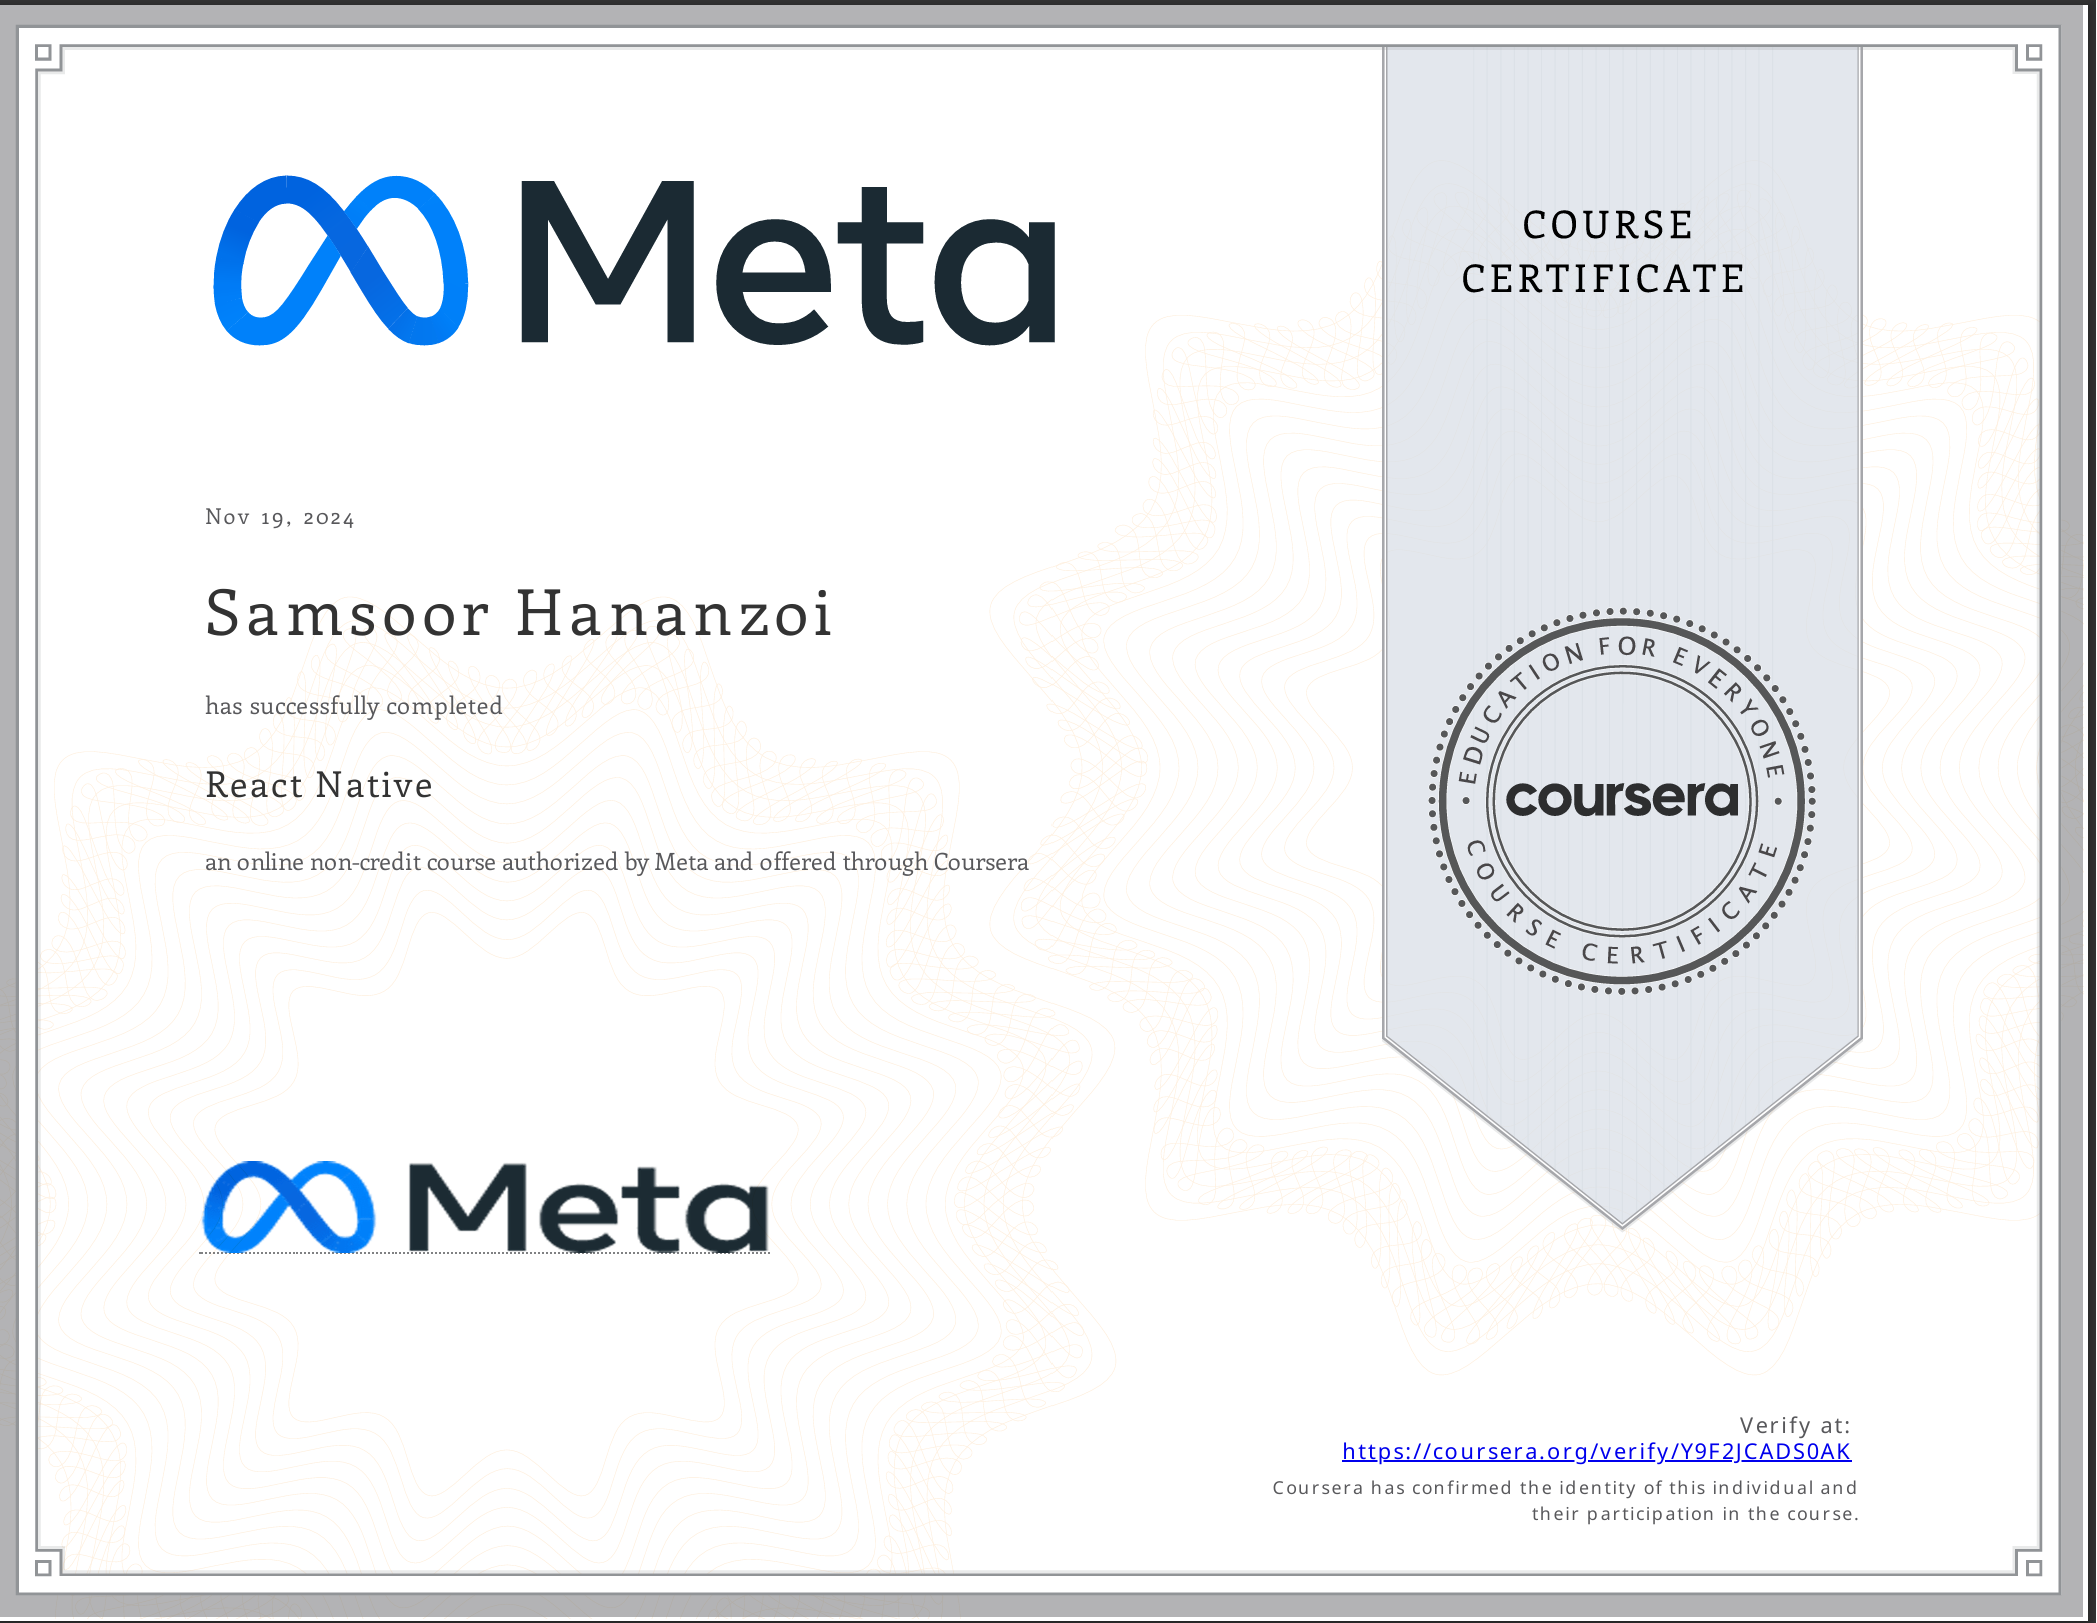 Meta
COURSE
CERTIFICATE
Nov 19, 2024
Samsoor Hananzoi
has successfully completed
React Native
an online non-credit course authorized by Meta and offered through Coursera
EDUCATION FOR EVERYONE
coursera
COURSE CERTIFICATE
Meta
Verify at:
https://coursera.org/verify/Y9F2JCADS0AK
Coursera has confirmed the identity of this individual and
their participation in the course.